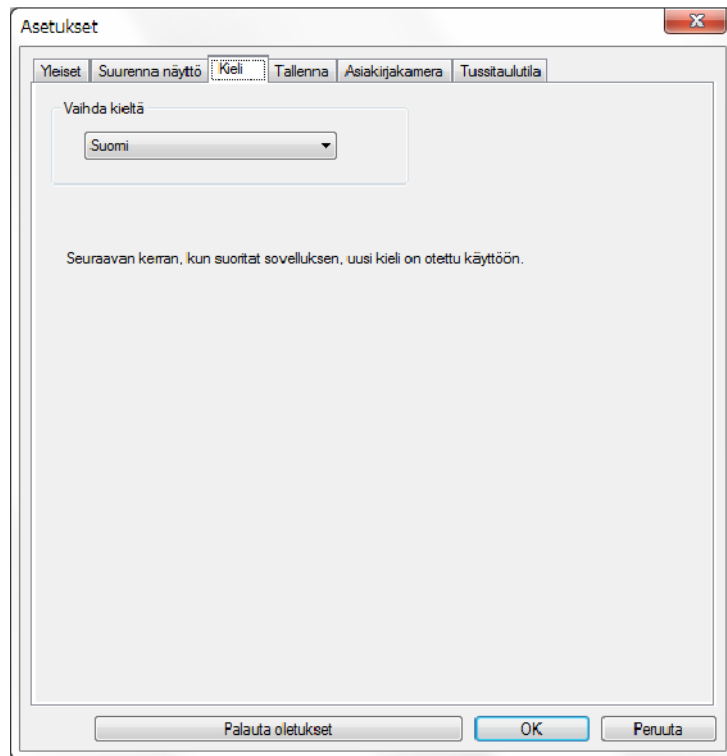 Asetukset
Yleiset Suurenna näyttö Kieli Tallenna Asiakirjakamera Tussitaulutila
Vaihda kieltä
Suomi
Seuraavan kerran, kun suoritat sovelluksen, uusi kieli on otettu käyttöön.
Palauta oletukset OK Peruuta